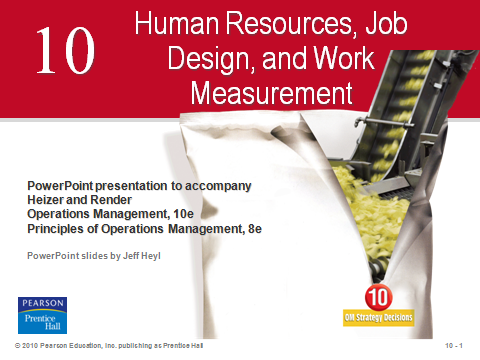 10
Human Resources, Job
Design, and Work
Measurement
PowerPoint presentation to accompany
Heizer and Render
Operations Management, 10e
Principles of Operations Management, 8e
PowerPoint slides by Jeff Heyl
10
OM Strategy Decisions
PEARSON
Prentice
Hall
© 2010 Pearson Education, Inc. publishing as Prentice Hall
10 - 1